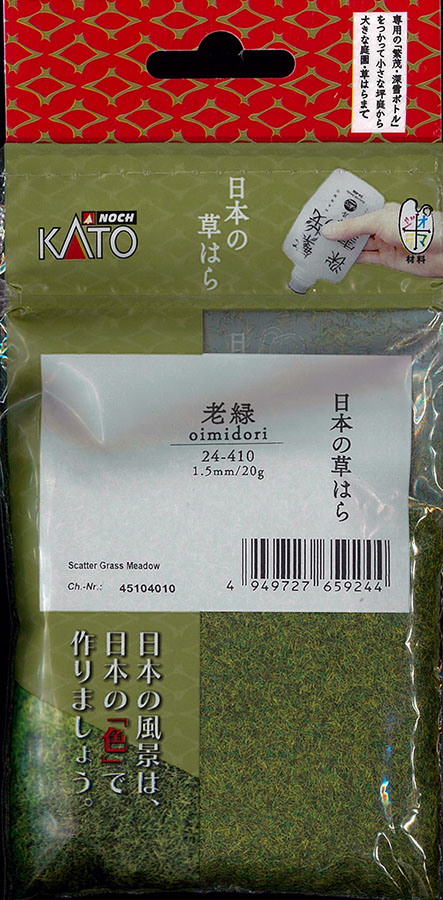 専用の「繁茂・深雪ボトル」
をつかって小さな坪庭から
大きな庭園・草はらまで
NOCH
KATO
日本の
草はら
材料
老緑
oimidori
24-410
1.5mm/20g
日本の草はら
Scatter Grass Meadow
Ch.-Nr.: 45104010
4 949727 659244
日本の風景は、
日本の「色」で
作りましょう。